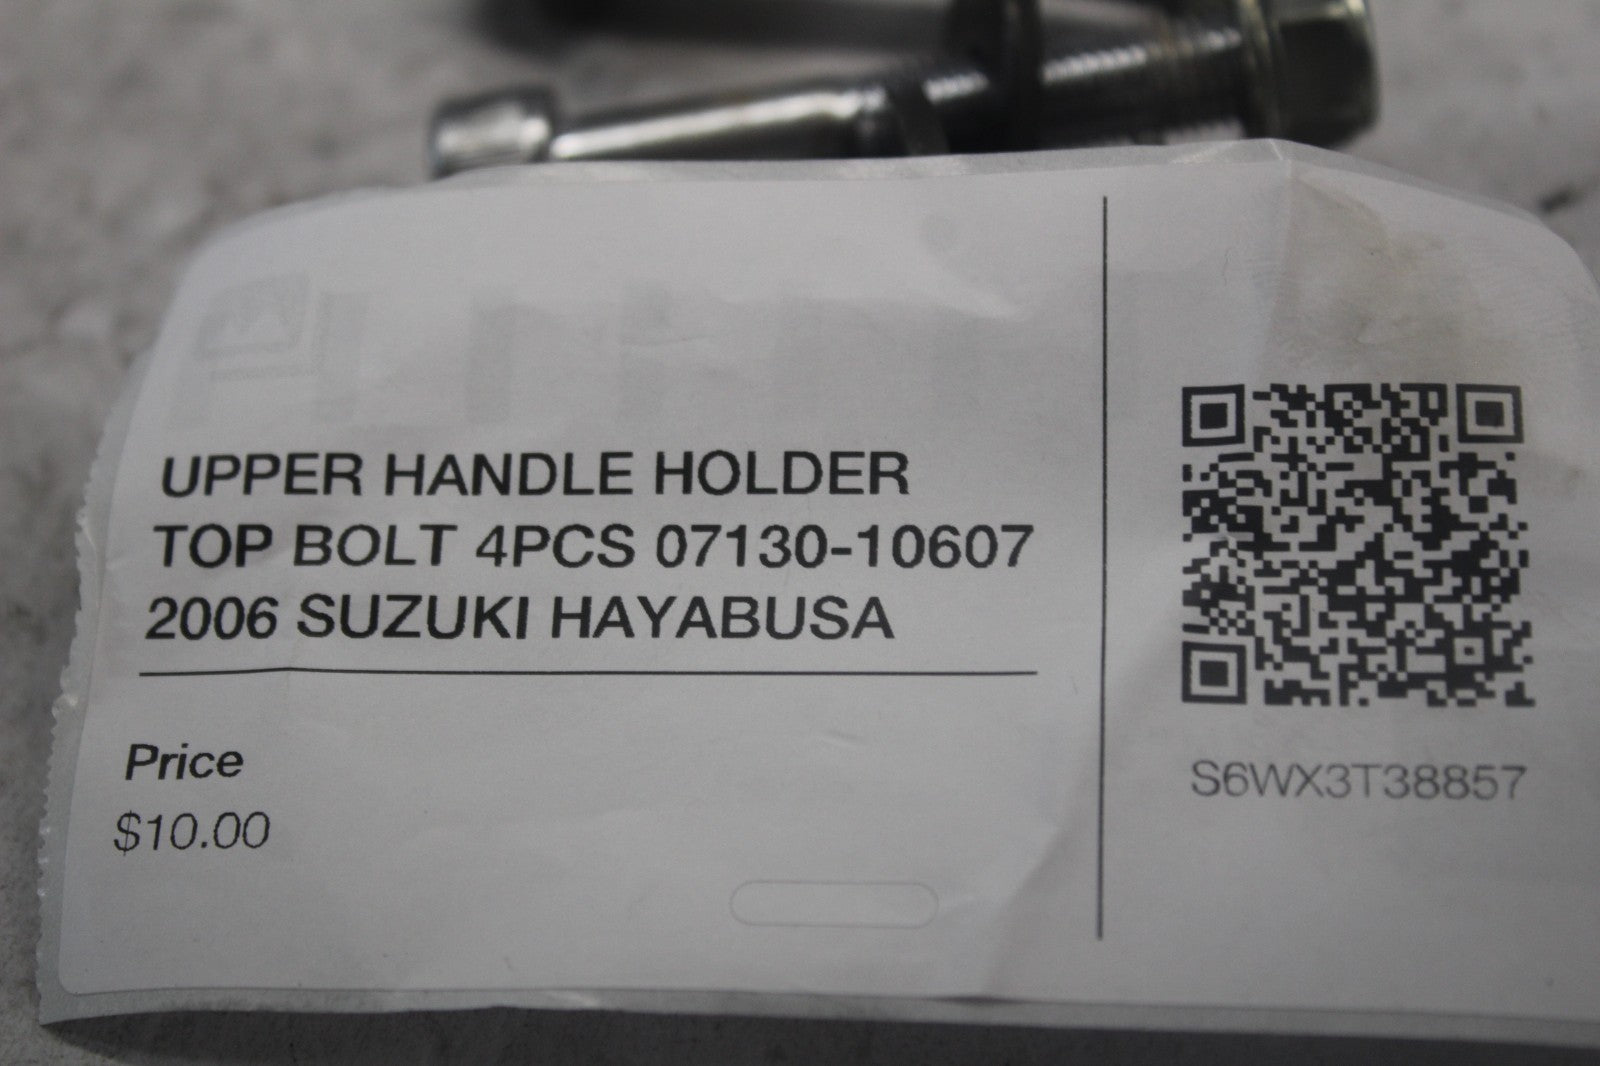 UPPER HANDLE HOLDER
TOP BOLT 4PCS 07130-10607
2006 SUZUKI HAYABUSA
Price
$10.00
S6WX3T38857